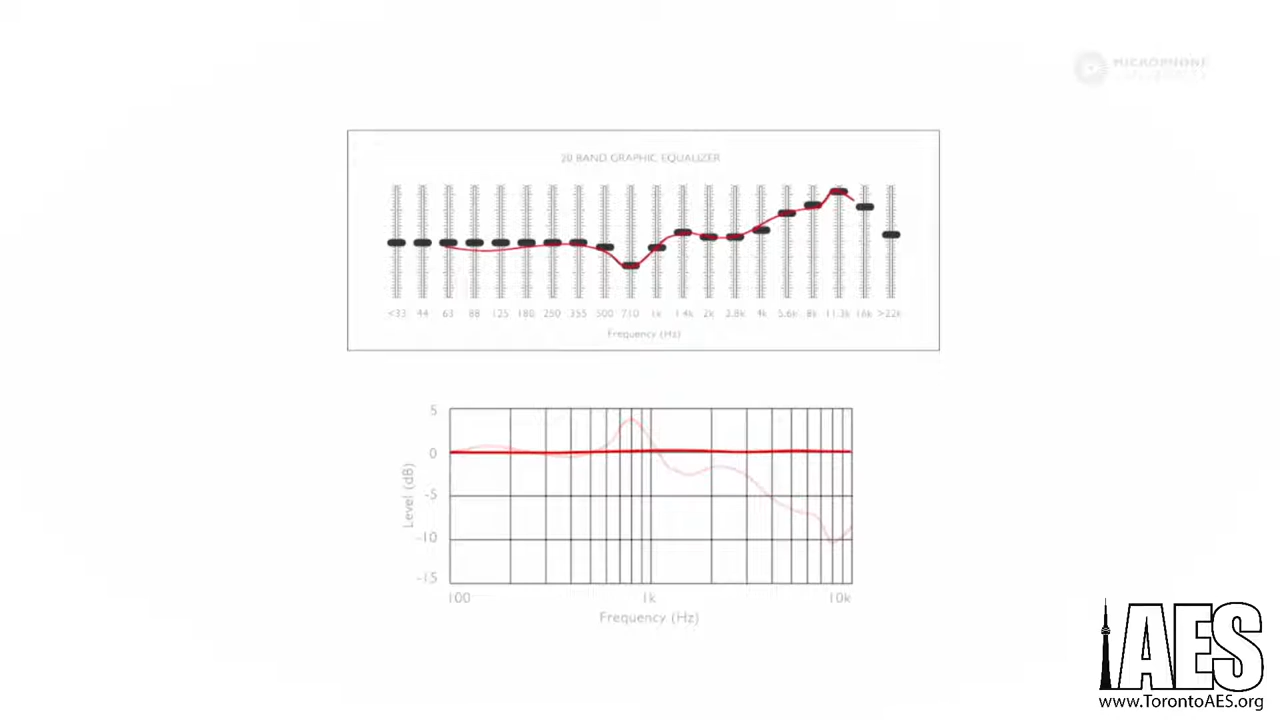 MICROPHONE
UNIVERSITY
20 BAND GRAPHIC EQUALIZER
<33 44 63 88 125 180 250 355 500 710 1k 1.4k 2k 2.8k 4k 5.6k 8k 11.3k 16k >22k
Frequency (Hz)
5
0
-5
-10
-15
Level (dB)
100 1k 10k
Frequency (Hz)
AES
www.TorontoAES.org